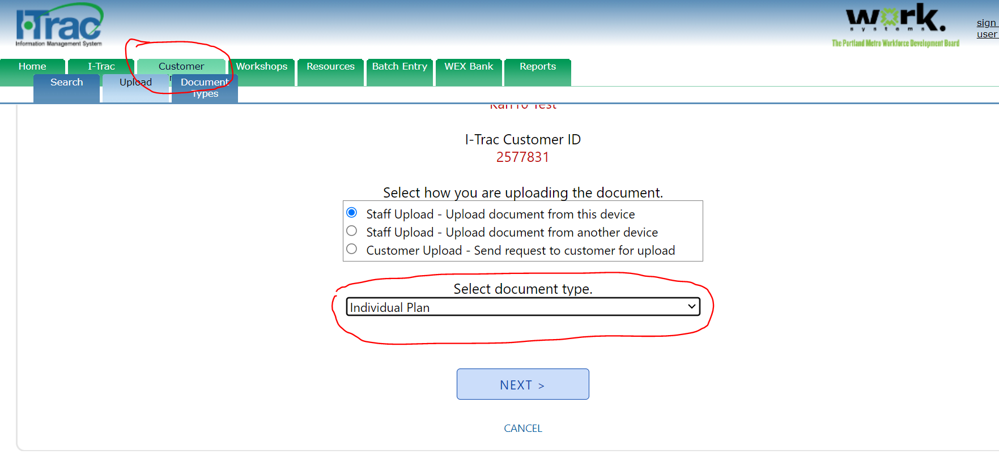 I-Trac
Information Management System
work.
systems
The Portland Metro Workforce Development Board
sign
user
Home
I-Trac
Customer
Workshops
Resources
Batch Entry
WEX Bank
Reports
Search
Upload
Document
Types
Test
I-Trac Customer ID
2577831
Select how you are uploading the document.
Staff Upload - Upload document from this device
Staff Upload - Upload document from another device
Customer Upload - Send request to customer for upload
Select document type.
Individual Plan
NEXT >
CANCEL